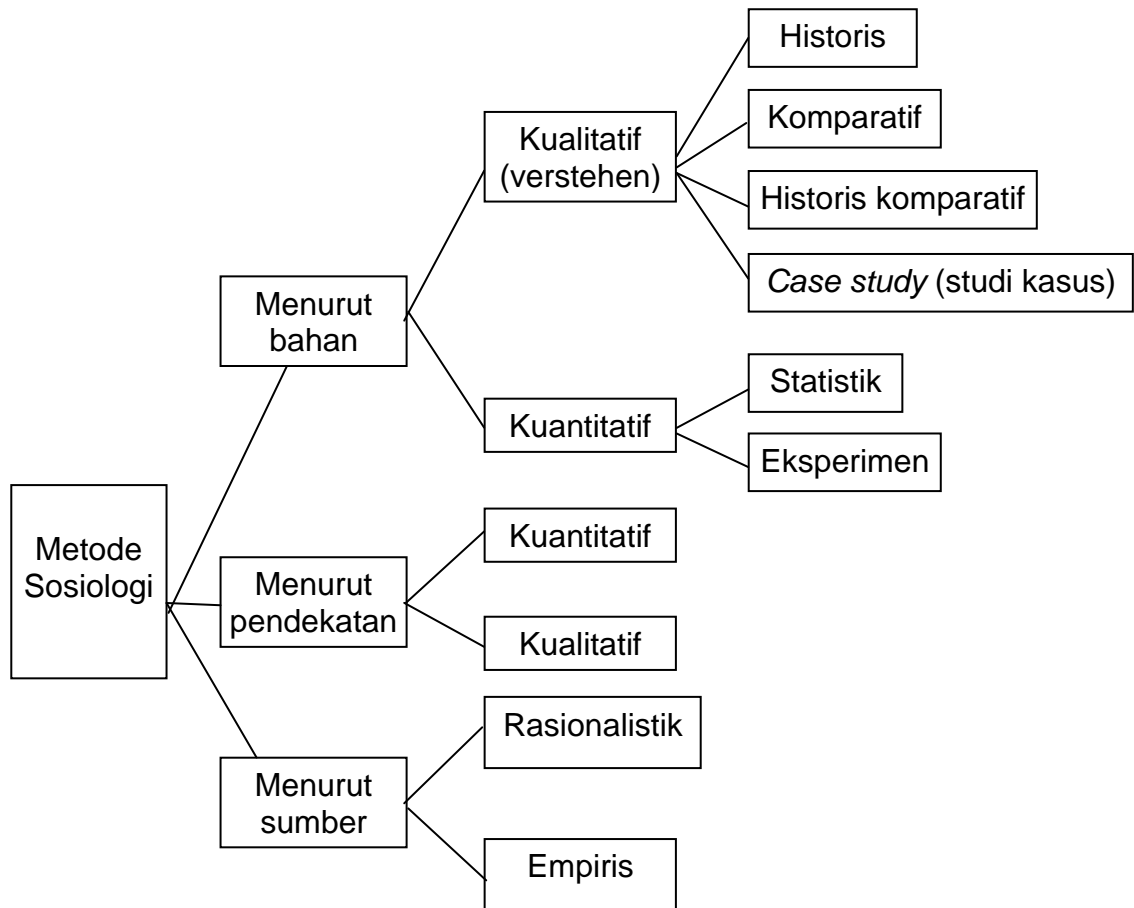 Metode
Sosiologi
Menurut
bahan
Kualitatif
(verstehen)
Historis
Komparatif
Historis komparatif
Case study (studi kasus)
Kuantitatif
Statistik
Eksperimen
Menurut
pendekatan
Kuantitatif
Kualitatif
Menurut
sumber
Rasionalistik
Empiris